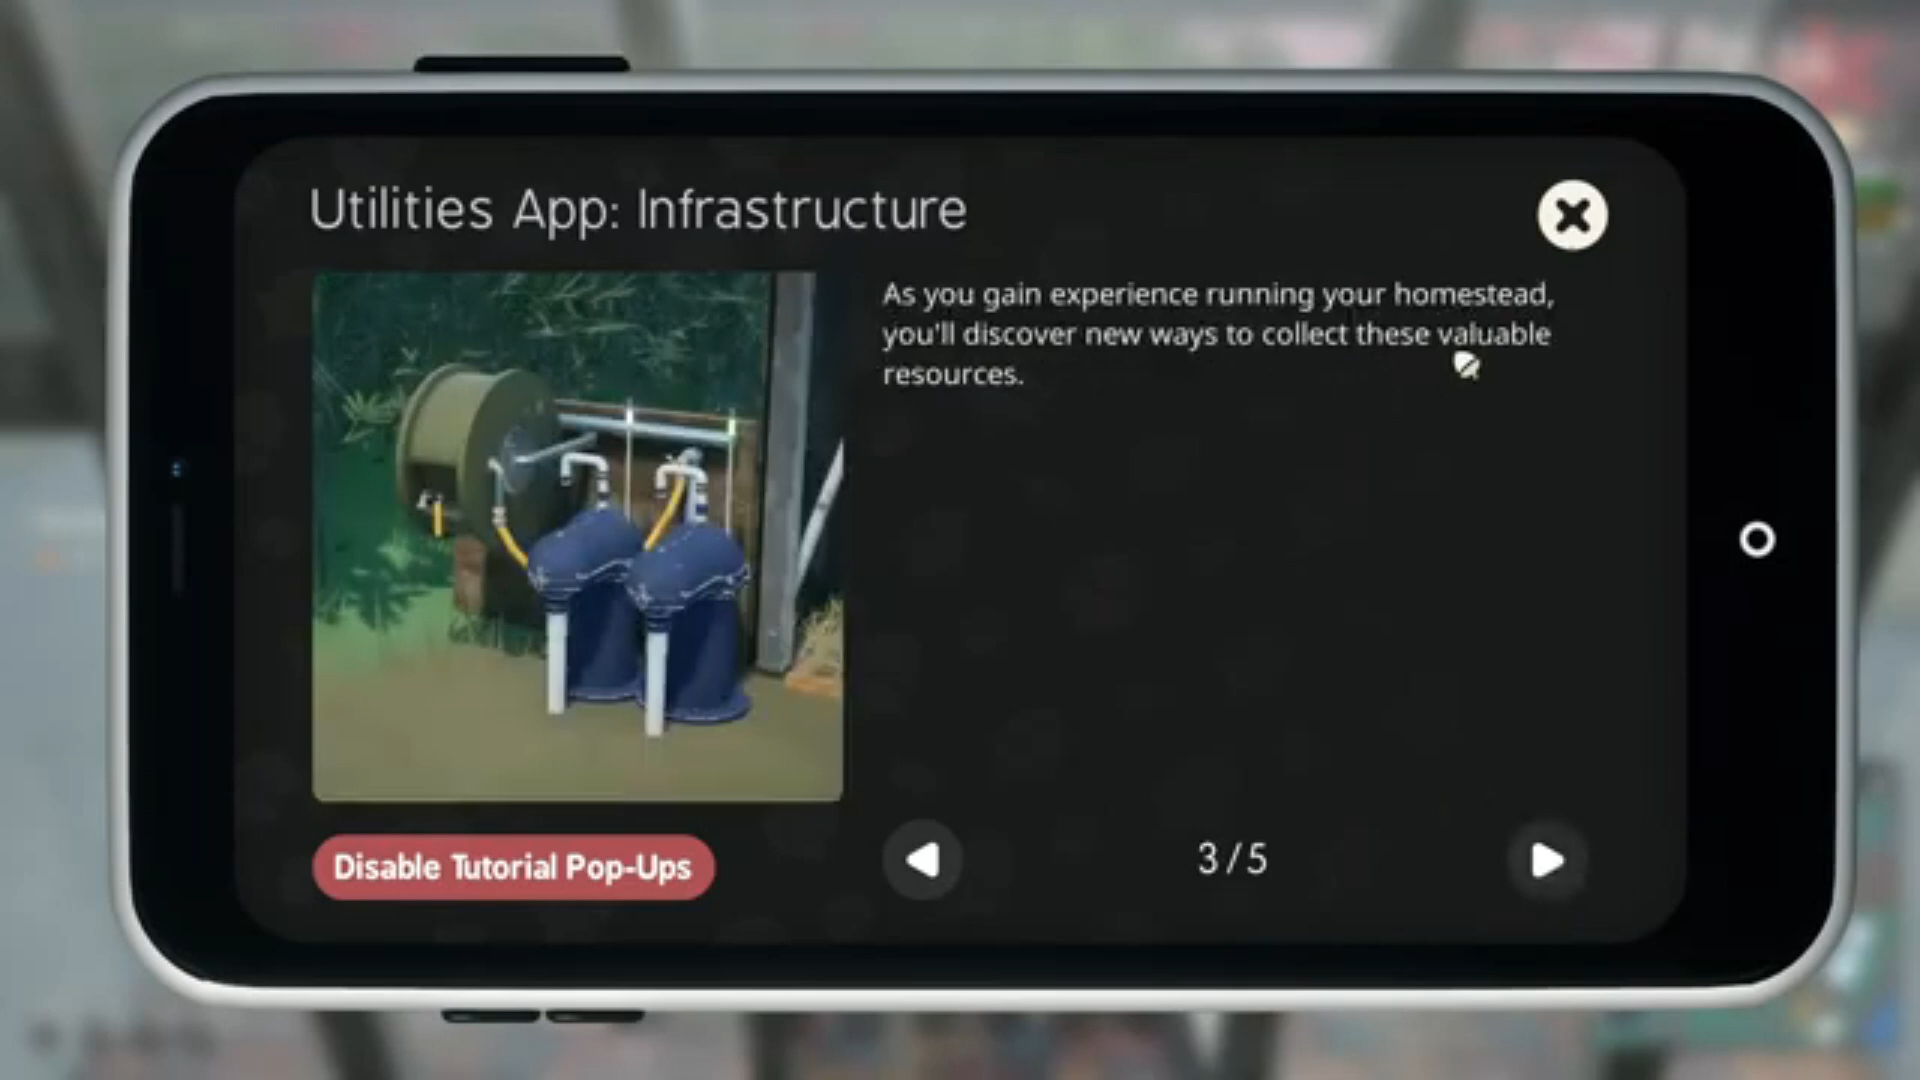 Utilities App: Infrastructure
As you gain experience running your homestead,
you'll discover new ways to collect these valuable
resources.
Disable Tutorial Pop-Ups
3/5